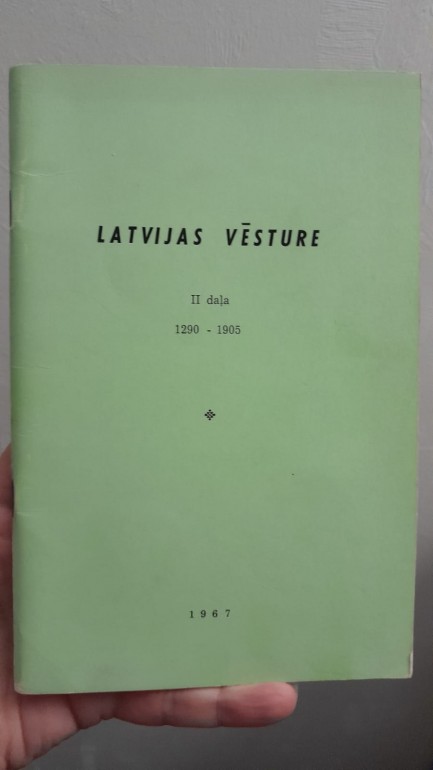 LATVIJAS VĒSTURE
II daļa
1290 - 1905
1967